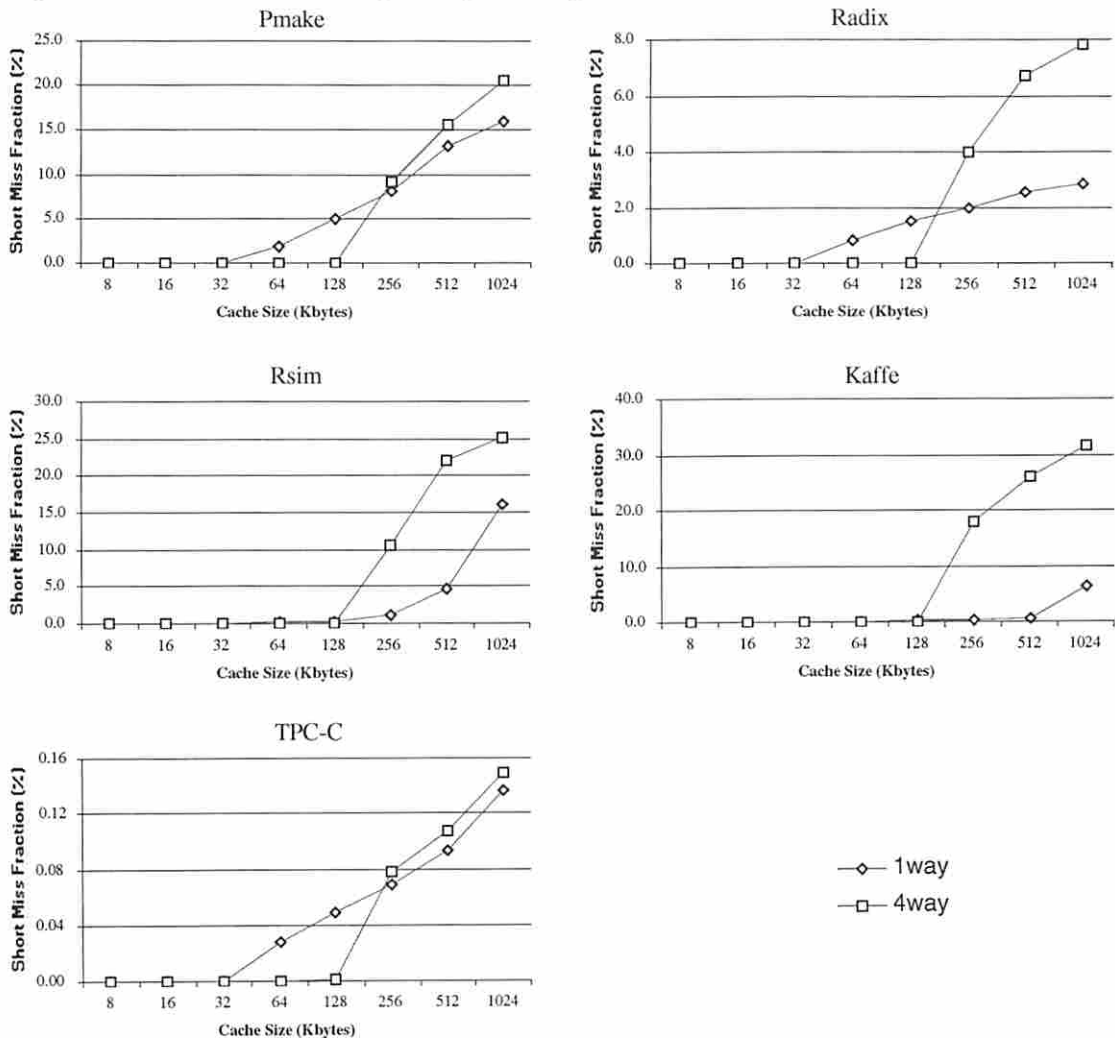 Pmake
Short Miss Fraction (%)
25.0
20.0
15.0
10.0
5.0
0.0
8 16 32 64 128 256 512 1024
Cache Size (Kbytes)
Radix
Short Miss Fraction (%)
8.0
6.0
4.0
2.0
0.0
8 16 32 64 128 256 512 1024
Cache Size (Kbytes)
Rsim
Short Miss Fraction (%)
30.0
25.0
20.0
15.0
10.0
5.0
0.0
8 16 32 64 128 256 512 1024
Cache Size (Kbytes)
Kaffe
Short Miss Fraction (%)
40.0
30.0
20.0
10.0
0.0
8 16 32 64 128 256 512 1024
Cache Size (Kbytes)
TPC-C
Short Miss Fraction (%)
0.16
0.12
0.08
0.04
0.00
8 16 32 64 128 256 512 1024
Cache Size (Kbytes)
1way
4way